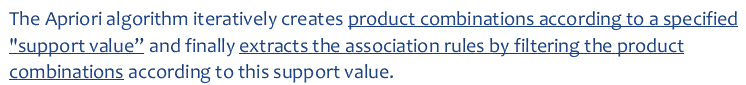 The Apriori algorithm iteratively creates product combinations according to a specified
"support value” and finally extracts the association rules by filtering the product
combinations according to this support value.